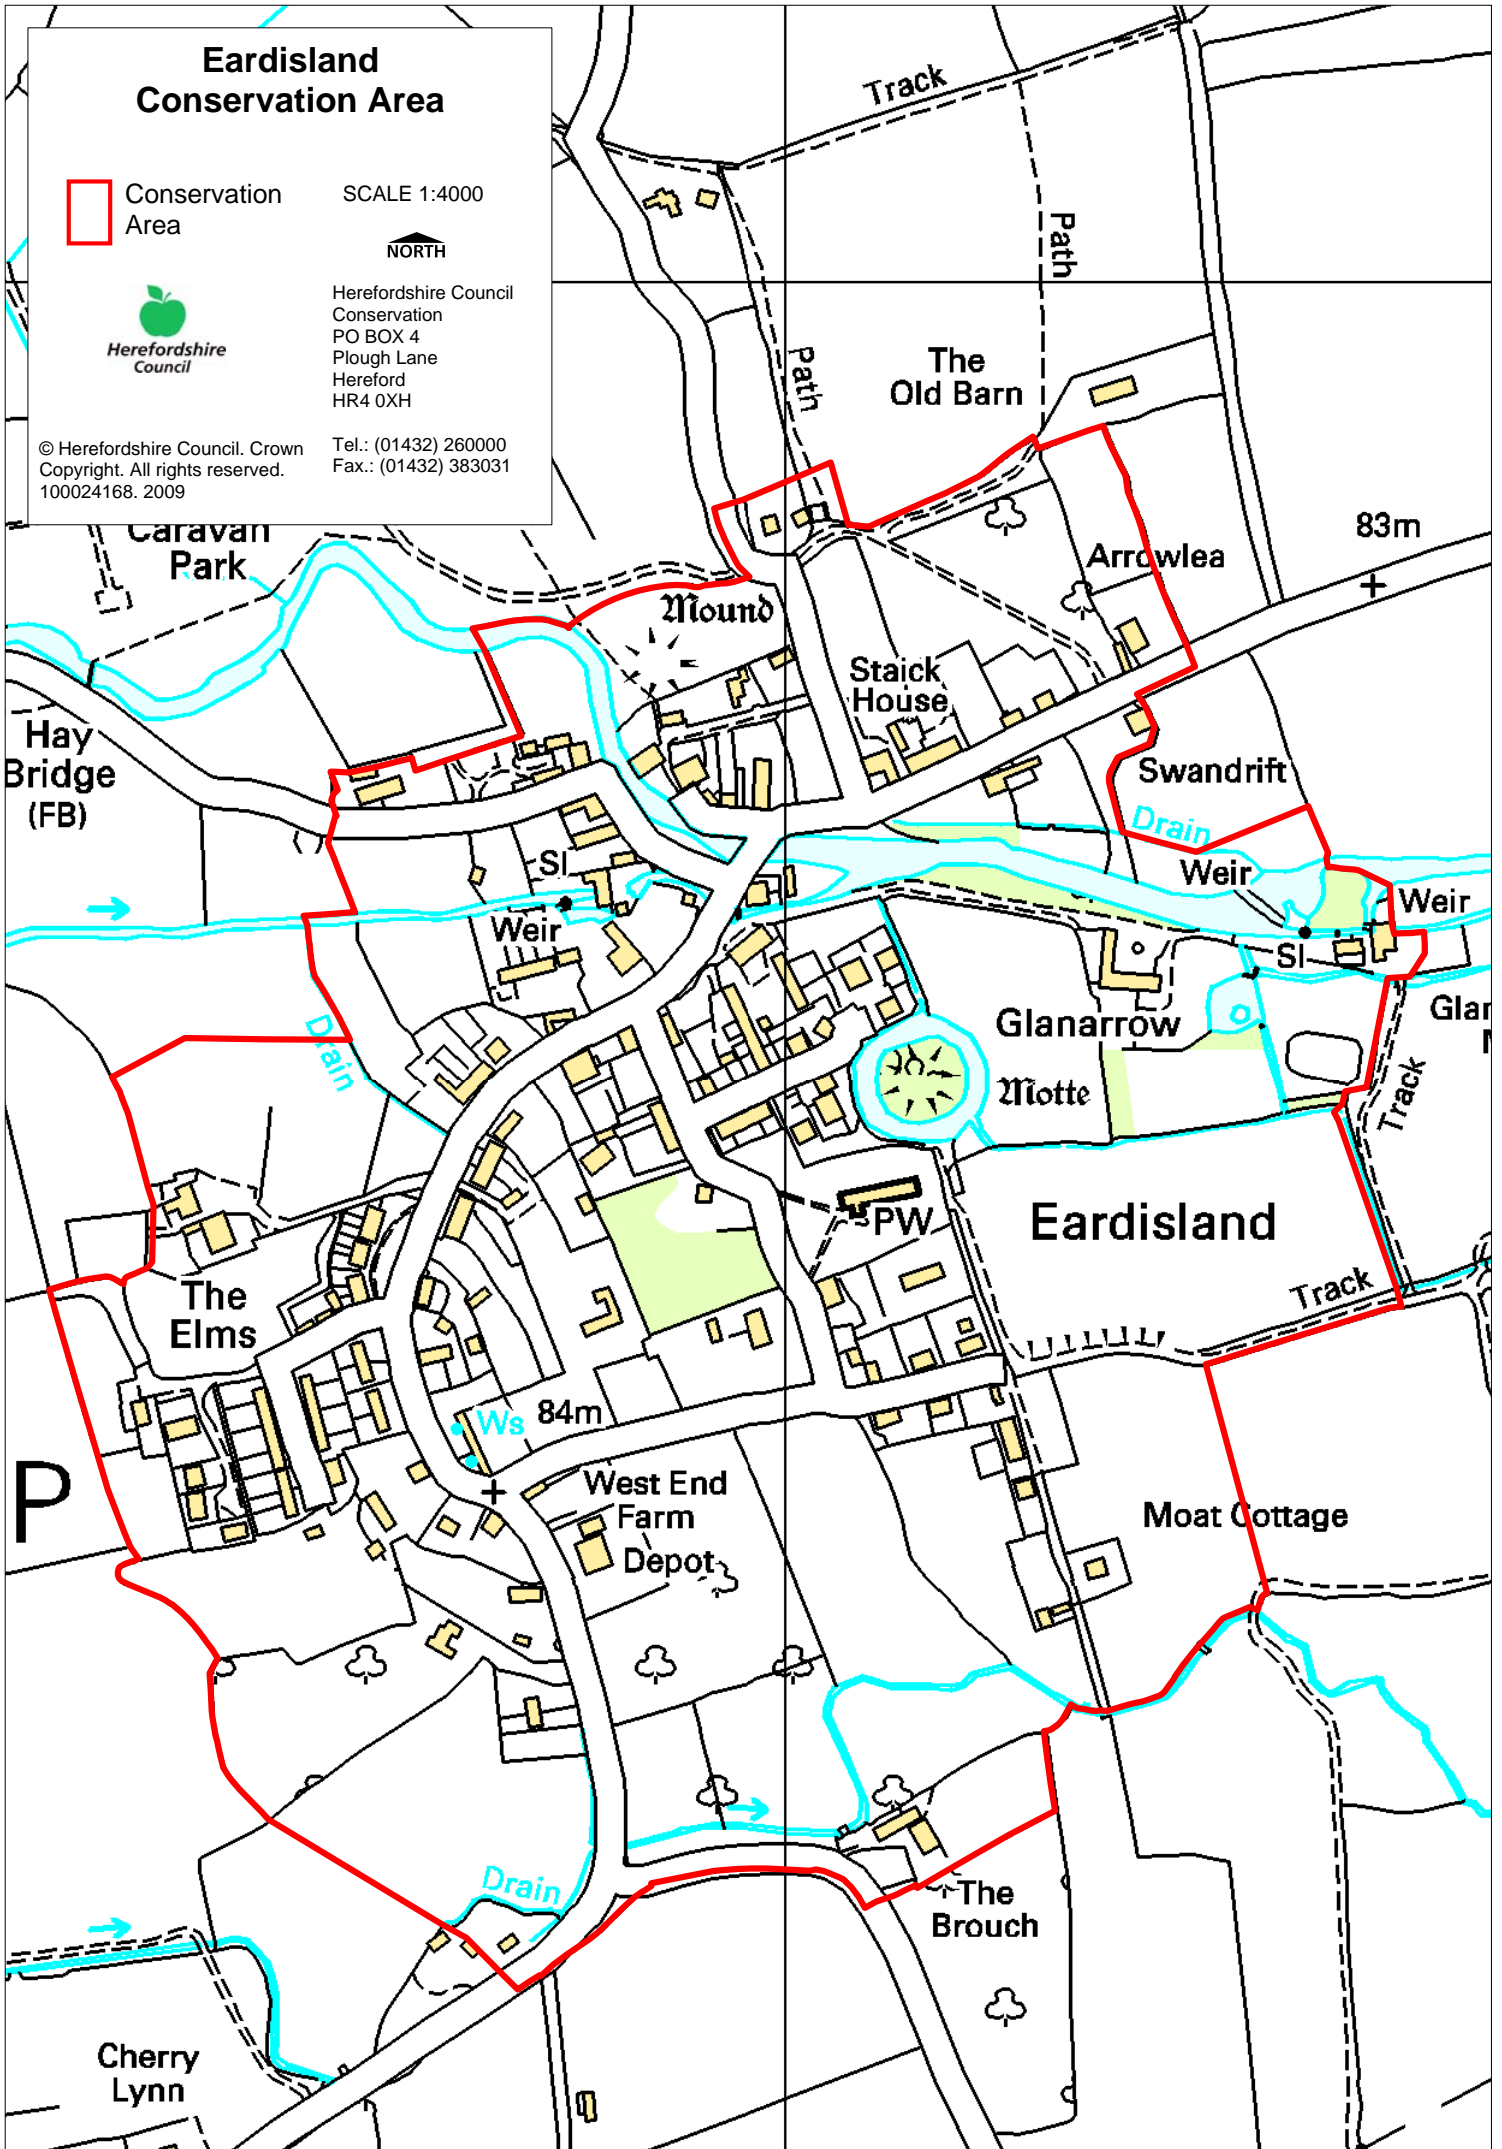 Eardisland
Conservation Area
Conservation
Area
SCALE 1:4000
NORTH
Herefordshire
Council
Herefordshire Council
Conservation
PO BOX 4
Plough Lane
Hereford
HR4 0XH
Tel.: (01432) 260000
Fax.: (01432) 383031
© Herefordshire Council. Crown
Copyright. All rights reserved.
100024168. 2009
Track
Path
Path
The
Old Barn
Caravan
Park
83m
Arrowlea
Mound
Staick
House
Hay
Bridge
(FB)
Swandrift
Drain
SI
Weir
Weir
Weir
SI
Drain
Glanarrow
Motte
Track
PW
Eardisland
Track
The
Elms
Ws
84m
P
West End
Farm
Depot
Moat Cottage
Drain
The
Brouch
Cherry
Lynn